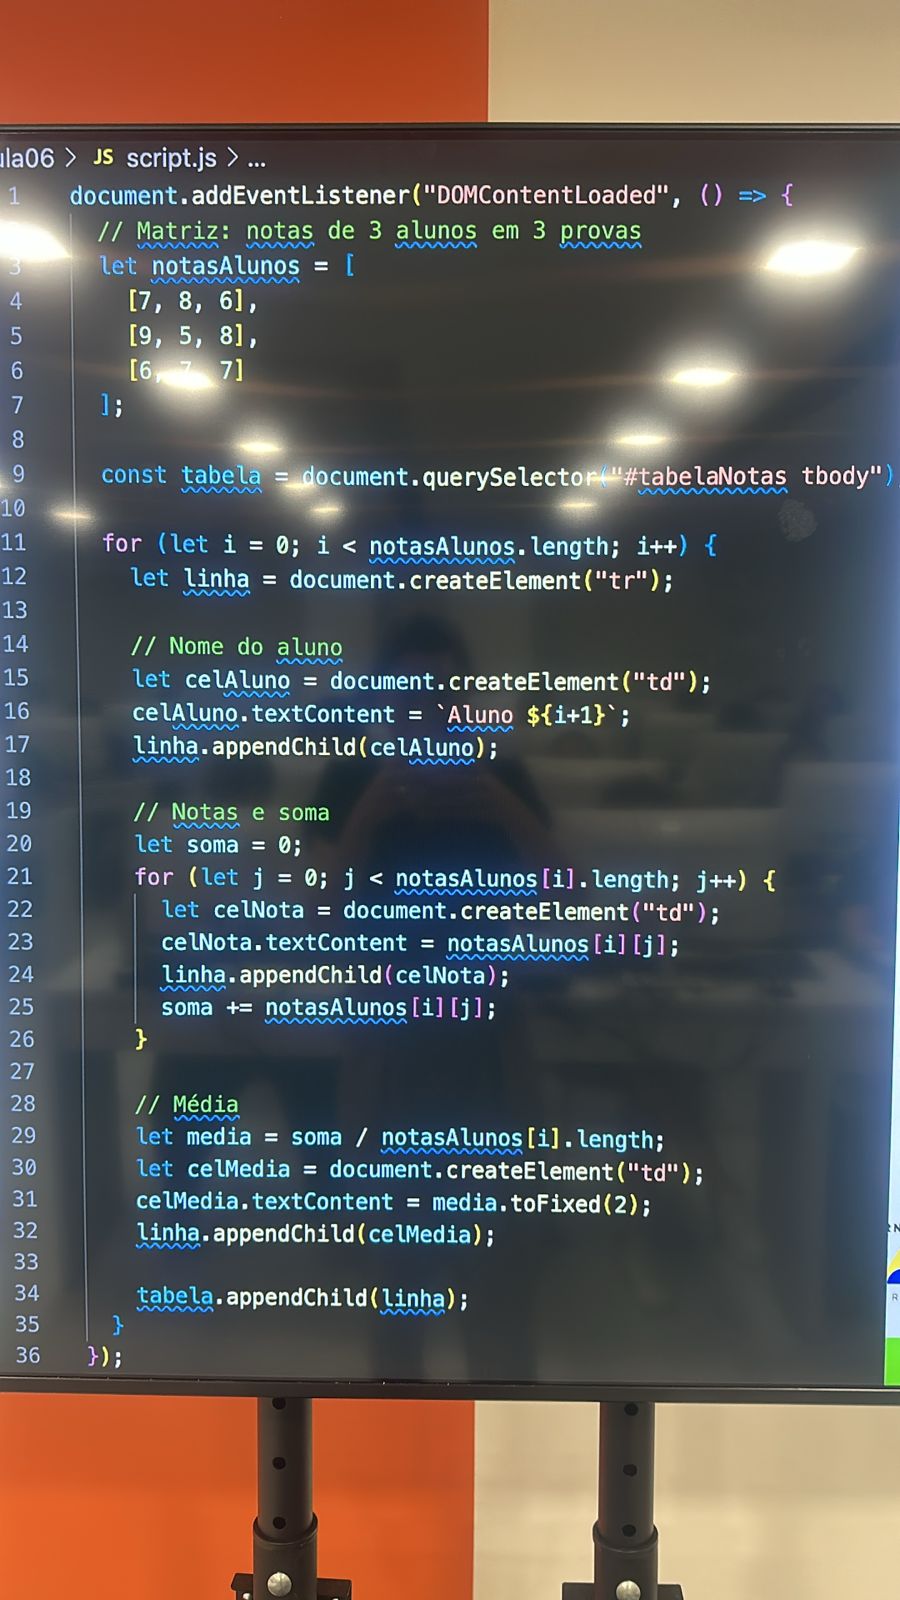 ula06 > JS script.js > ...
1 document.addEventListener("DOMContentLoaded", () => {
// Matriz: notas de 3 alunos em 3 provas
3 let notasAlunos = [
4 [7, 8, 6],
5 [9, 5, 8],
6 [6, 7, 7]
7 ];
8
9 const tabela = document.querySelector("#tabelaNotas tbody")
10
11 for (let i = 0; i < notasAlunos.length; i++) {
12 let linha = document.createElement("tr");
13
14 // Nome do aluno
15 let celAluno = document.createElement("td");
16 celAluno.textContent = `Aluno ${i+1}`;
17 linha.appendChild(celAluno);
18
19 // Notas e soma
20 let soma = 0;
21 for (let j = 0; j < notasAlunos[i].length; j++) {
22 let celNota = document.createElement("td");
23 celNota.textContent = notasAlunos[i][j];
24 linha.appendChild(celNota);
25 soma += notasAlunos[i][j];
26 }
27
28 // Média
29 let media = soma / notasAlunos[i].length;
30 let celMedia = document.createElement("td");
31 celMedia.textContent = media.toFixed(2);
32 linha.appendChild(celMedia);
33
34 tabela.appendChild(linha);
35 }
36 });